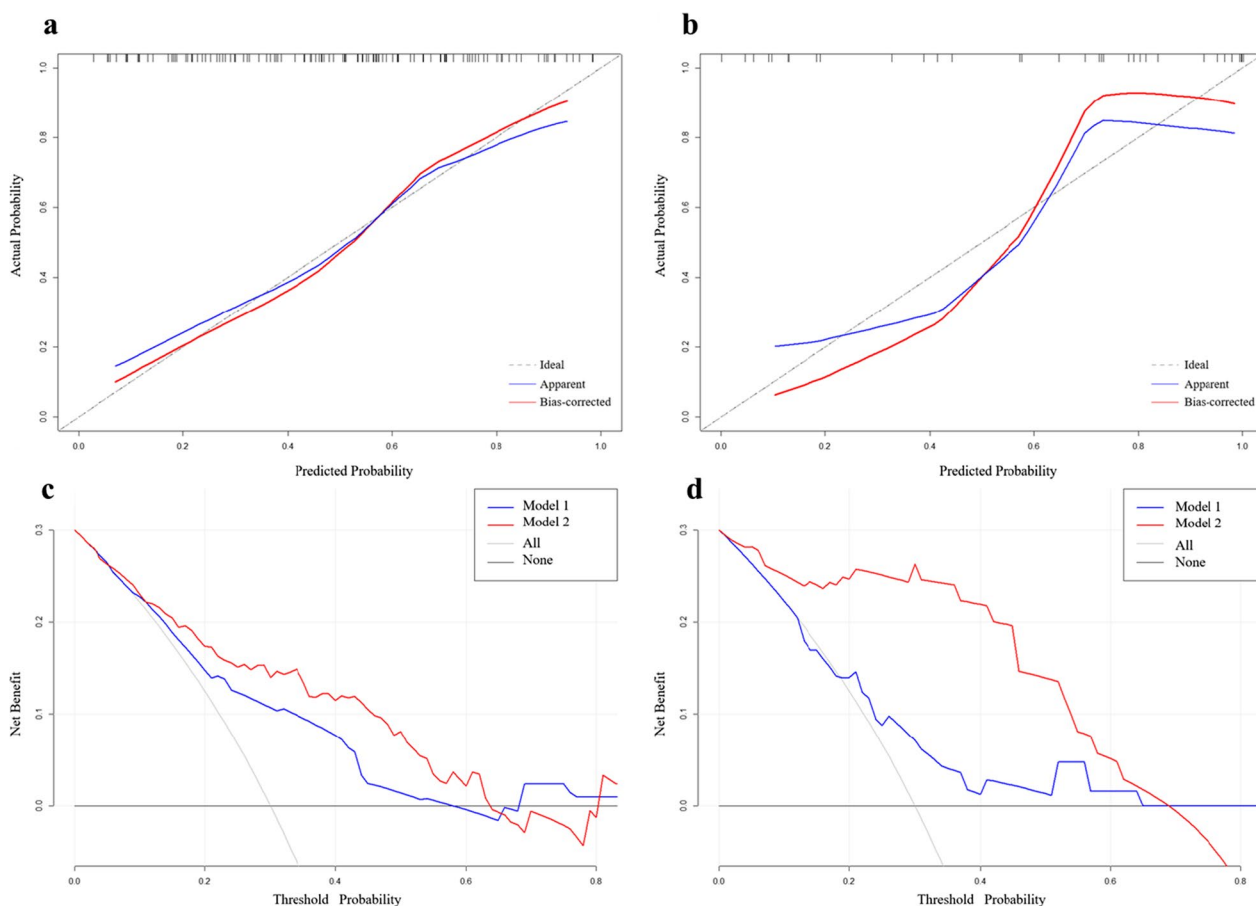 a
1.0
0.8
0.6
0.4
0.2
0.0
Actual Probability
Ideal
Apparent
Bias-corrected
0.0 0.2 0.4 0.6 0.8 1.0
Predicted Probability
b
1.0
0.8
0.6
0.4
0.2
0.0
Actual Probability
Ideal
Apparent
Bias-corrected
0.0 0.2 0.4 0.6 0.8 1.0
Predicted Probability
c
Model 1
Model 2
All
None
0.3
0.2
0.1
0.0
Net Benefit
0.0 0.2 0.4 0.6 0.8
Threshold Probability
d
Model 1
Model 2
All
None
0.3
0.2
0.1
0.0
Net Benefit
0.0 0.2 0.4 0.6 0.8
Threshold Probability